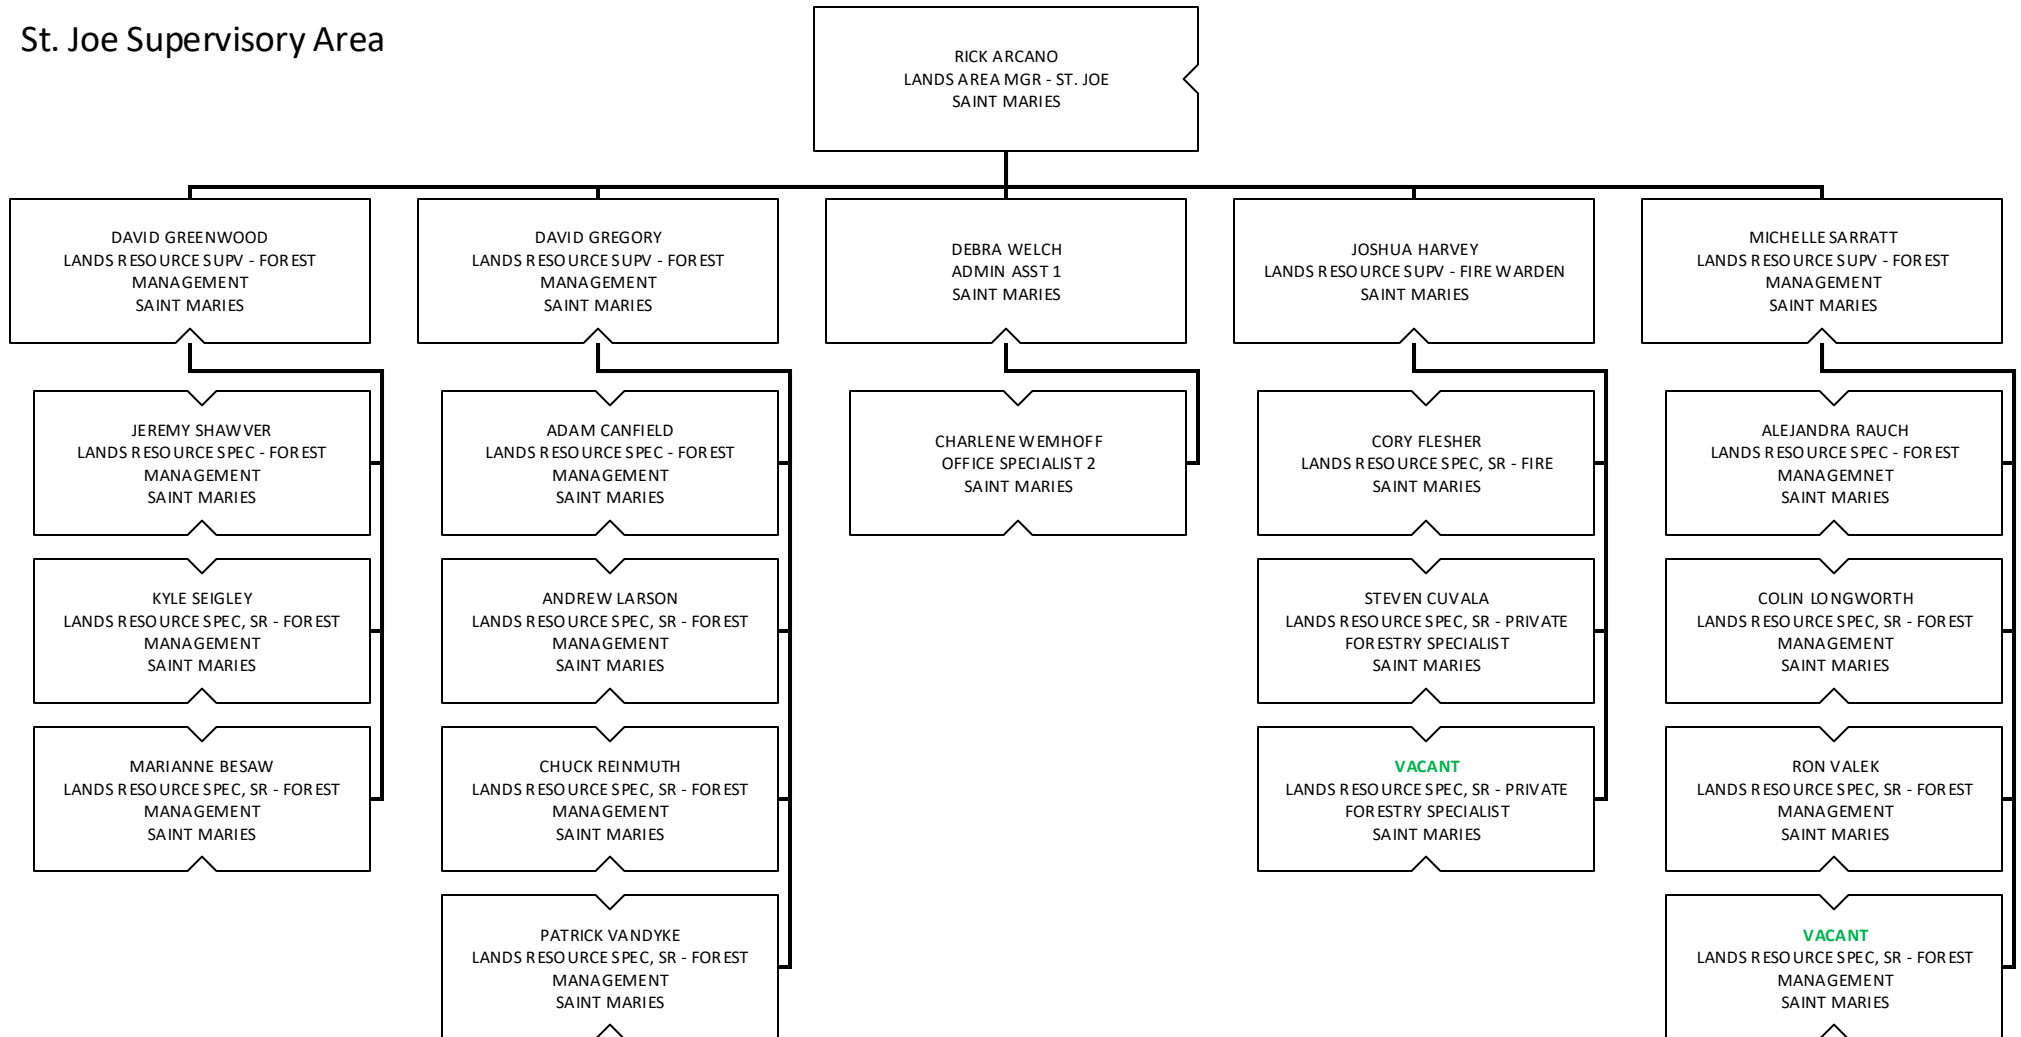 St. Joe Supervisory Area
RICK ARCANO
LANDS AREA MGR - ST. JOE
SAINT MARIES
DAVID GREENWOOD
LANDS RESOURCE SUPV - FOREST
MANAGEMENT
SAINT MARIES
DAVID GREGORY
LANDS RESOURCE SUPV - FOREST
MANAGEMENT
SAINT MARIES
DEBRA WELCH
ADMIN ASST 1
SAINT MARIES
JOSHUA HARVEY
LANDS RESOURCE SUPV - FIRE WARDEN
SAINT MARIES
MICHELLE SARRATT
LANDS RESOURCE SUPV - FOREST
MANAGEMENT
SAINT MARIES
JEREMY SHAWVER
LANDS RESOURCE SPEC - FOREST
MANAGEMENT
SAINT MARIES
ADAM CANFIELD
LANDS RESOURCE SPEC - FOREST
MANAGEMENT
SAINT MARIES
CHARLENE WEMHOFF
OFFICE SPECIALIST 2
SAINT MARIES
CORY FLESHER
LANDS RESOURCE SPEC, SR - FIRE
SAINT MARIES
ALEJANDRA RAUCH
LANDS RESOURCE SPEC - FOREST
MANAGEMNET
SAINT MARIES
KYLE SEIGLEY
LANDS RESOURCE SPEC, SR - FOREST
MANAGEMENT
SAINT MARIES
ANDREW LARSON
LANDS RESOURCE SPEC, SR - FOREST
MANAGEMENT
SAINT MARIES
STEVEN CUVALA
LANDS RESOURCE SPEC, SR - PRIVATE
FORESTRY SPECIALIST
SAINT MARIES
COLIN LONGWORTH
LANDS RESOURCE SPEC, SR - FOREST
MANAGEMENT
SAINT MARIES
MARIANNE BESAW
LANDS RESOURCE SPEC, SR - FOREST
MANAGEMENT
SAINT MARIES
CHUCK REINMUTH
LANDS RESOURCE SPEC, SR - FOREST
MANAGEMENT
SAINT MARIES
VACANT
LANDS RESOURCE SPEC, SR - PRIVATE
FORESTRY SPECIALIST
SAINT MARIES
RON VALEK
LANDS RESOURCE SPEC, SR - FOREST
MANAGEMENT
SAINT MARIES
PATRICK VANDYKE
LANDS RESOURCE SPEC, SR - FOREST
MANAGEMENT
SAINT MARIES
VACANT
LANDS RESOURCE SPEC, SR - FOREST
MANAGEMENT
SAINT MARIES